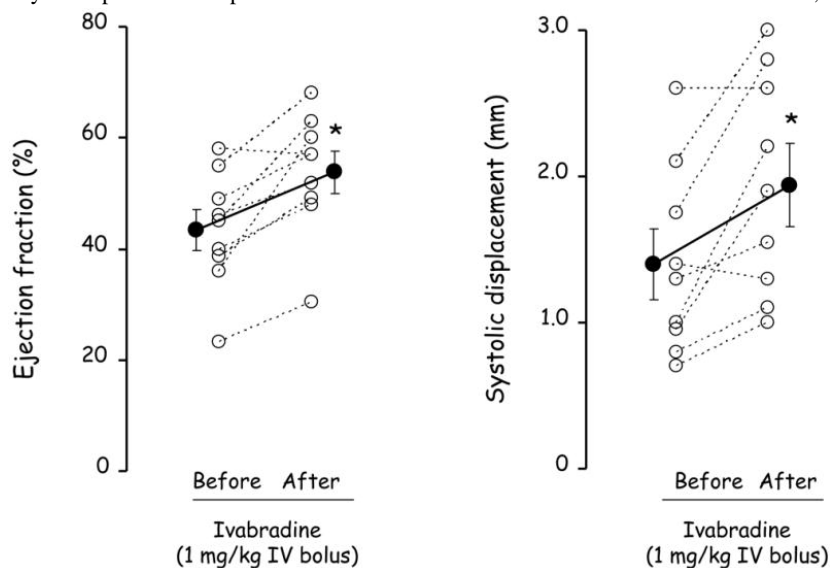 80
60
40
20
0
Ejection fraction (%)
*
Before After
Ivabradine
(1 mg/kg IV bolus)
3.0
2.0
1.0
0
Systolic displacement (mm)
*
Before After
Ivabradine
(1 mg/kg IV bolus)